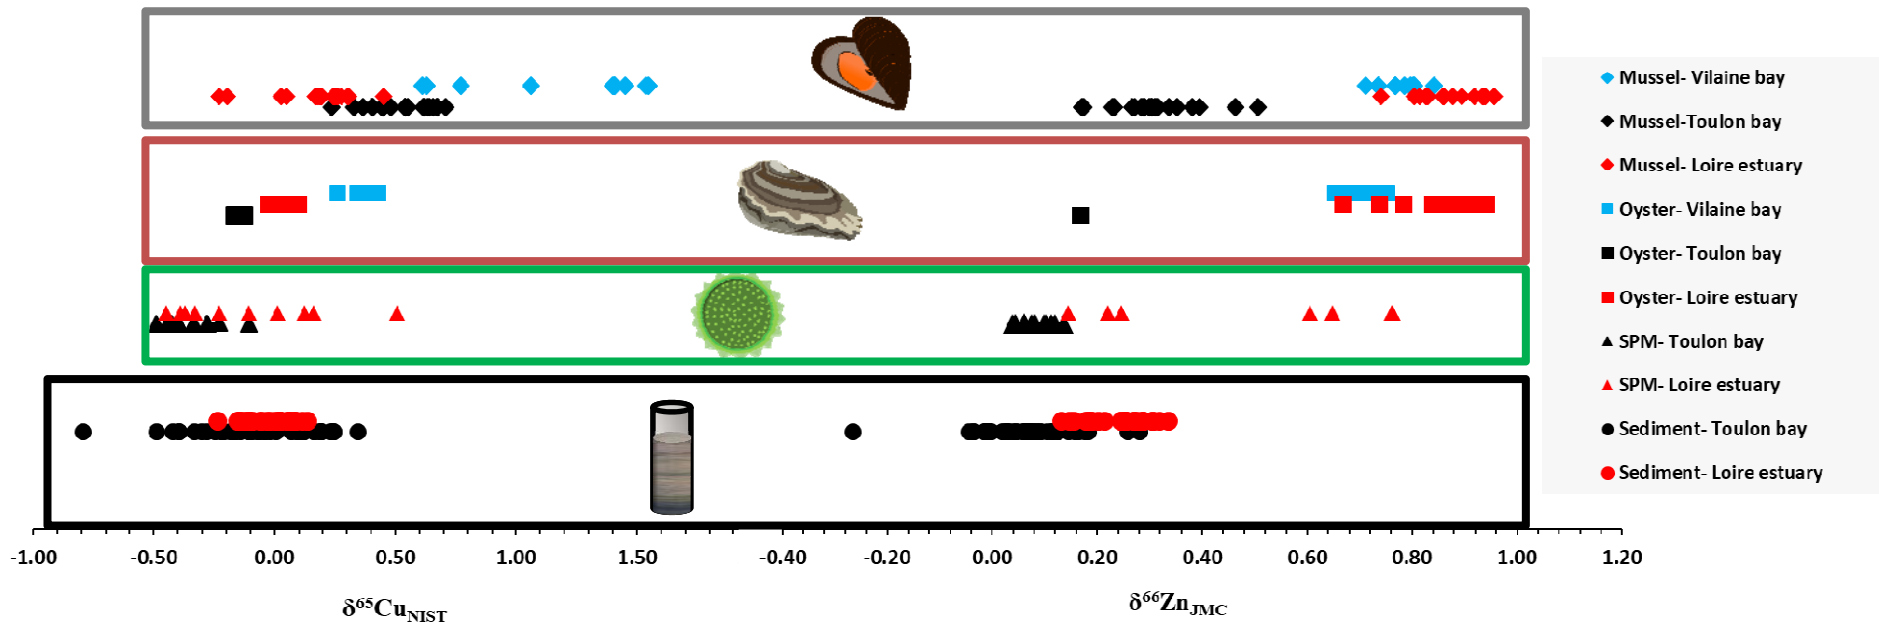 Mussel- Vilaine bay
Mussel-Toulon bay
Mussel- Loire estuary
Oyster- Vilaine bay
Oyster- Toulon bay
Oyster- Loire estuary
SPM- Toulon bay
SPM- Loire estuary
Sediment- Toulon bay
Sediment- Loire estuary
-1.00 -0.50 0.00 0.50 1.00 1.50 -0.40 -0.20 0.00 0.20 0.40 0.60 0.80 1.00 1.20
δ⁶⁵Cu_NIST δ⁶⁶Zn_JMC